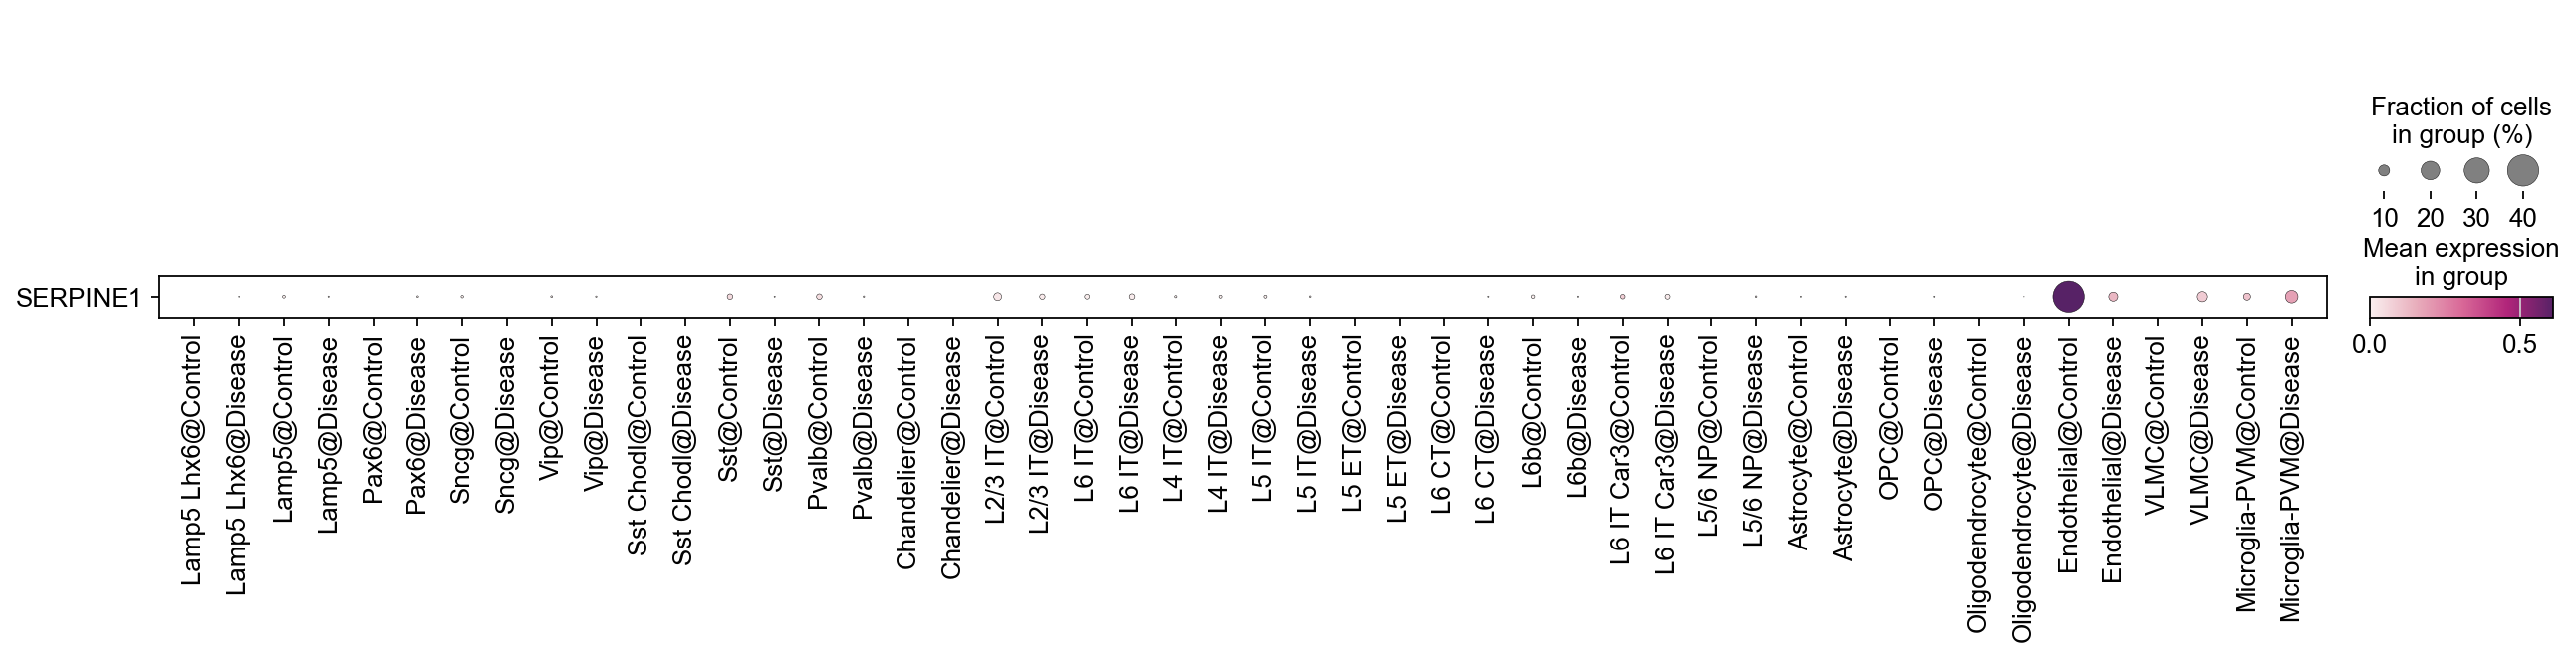 Fraction of cells
in group (%)
10 20 30 40
Mean expression
in group
0.0 0.5
SERPINE1
Lamp5 Lhx6@Control
Lamp5 Lhx6@Disease
Lamp5@Control
Lamp5@Disease
Pax6@Control
Pax6@Disease
Sncg@Control
Sncg@Disease
Vip@Control
Vip@Disease
Sst Chodl@Control
Sst Chodl@Disease
Sst@Control
Sst@Disease
Pvalb@Control
Pvalb@Disease
Chandelier@Control
Chandelier@Disease
L2/3 IT@Control
L2/3 IT@Disease
L6 IT@Control
L6 IT@Disease
L4 IT@Control
L4 IT@Disease
L5 IT@Control
L5 IT@Disease
L5 ET@Control
L5 ET@Disease
L6 CT@Control
L6 CT@Disease
L6b@Control
L6b@Disease
L6 IT Car3@Control
L6 IT Car3@Disease
L5/6 NP@Control
L5/6 NP@Disease
Astrocyte@Control
Astrocyte@Disease
OPC@Control
OPC@Disease
Oligodendrocyte@Control
Oligodendrocyte@Disease
Endothelial@Control
Endothelial@Disease
VLMC@Control
VLMC@Disease
Microglia-PVM@Control
Microglia-PVM@Disease